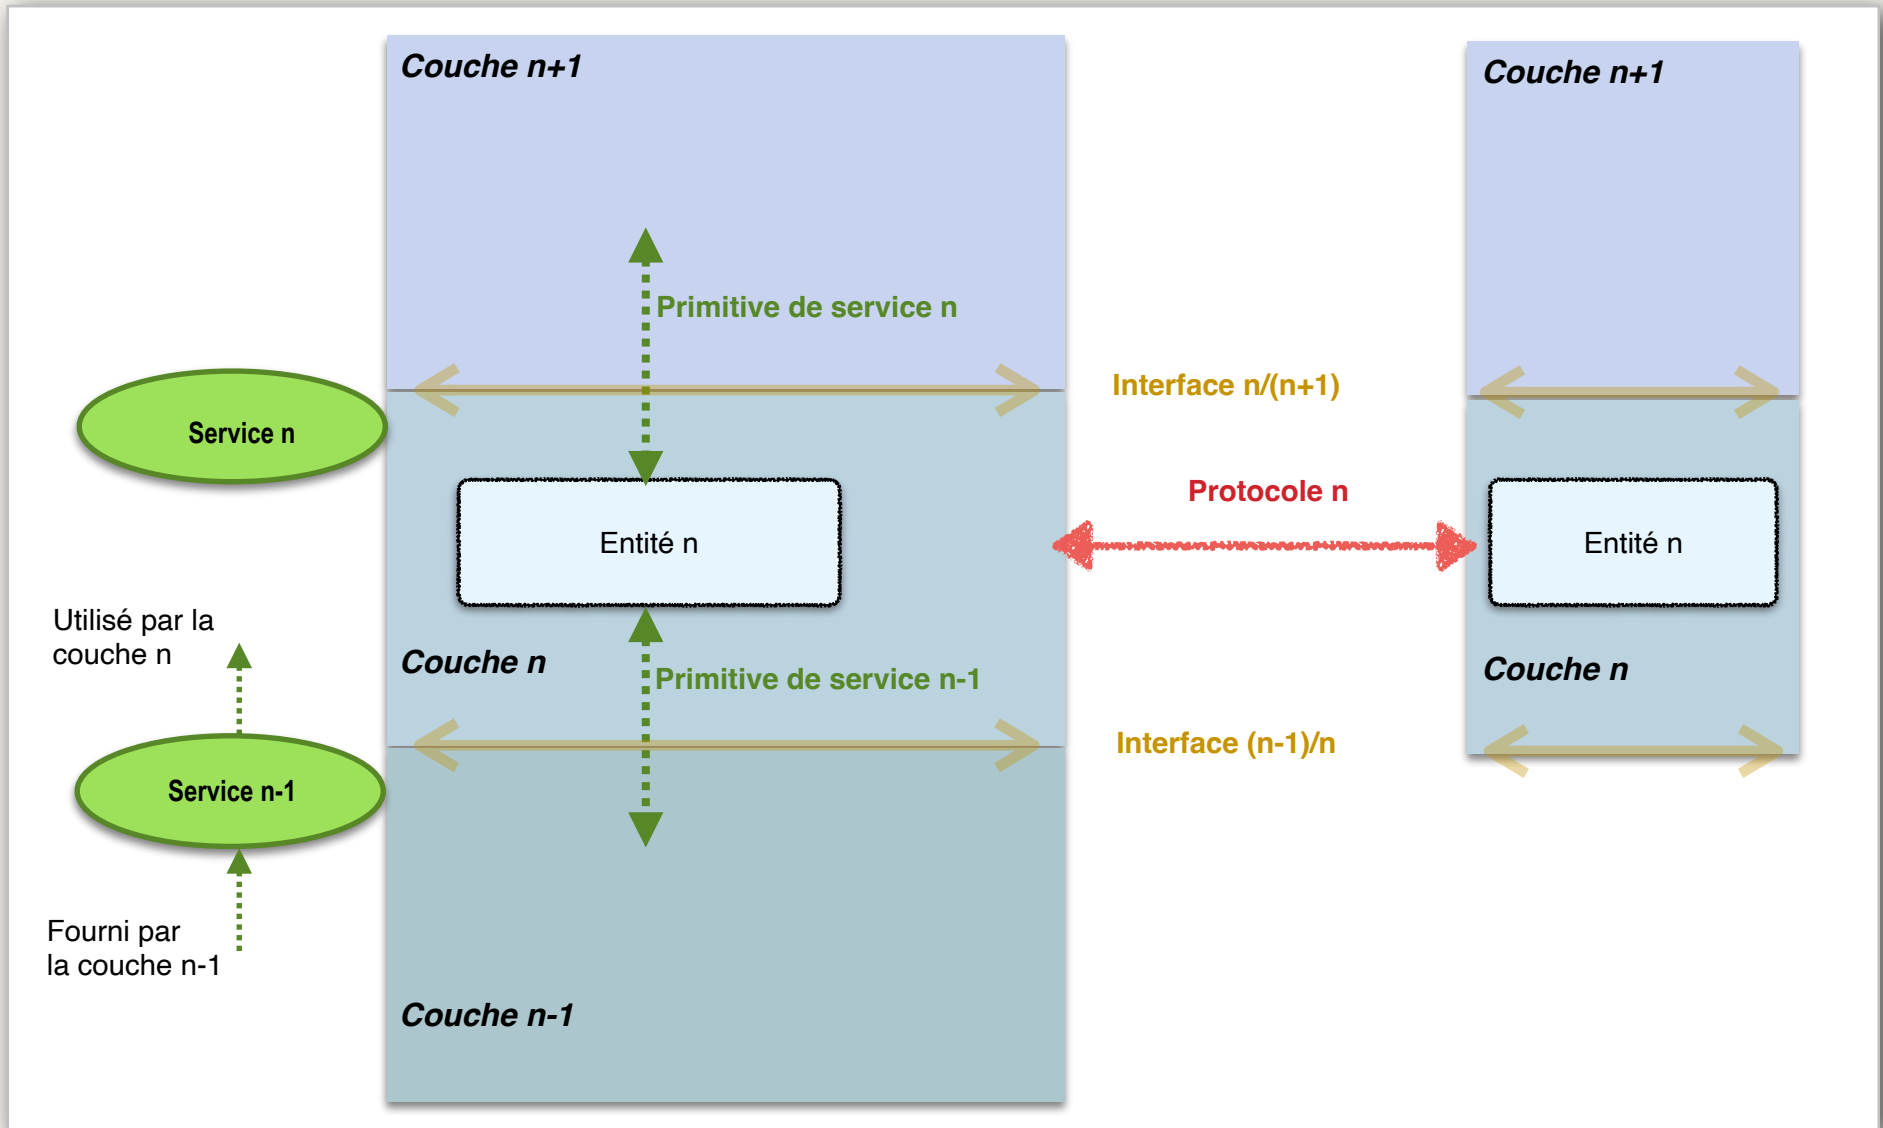 Couche n+1
Couche n+1
Primitive de service n
Interface n/(n+1)
Service n
Protocole n
Entité n
Entité n
Utilisé par la
couche n
Couche n
Primitive de service n-1
Couche n
Interface (n-1)/n
Service n-1
Fourni par
la couche n-1
Couche n-1